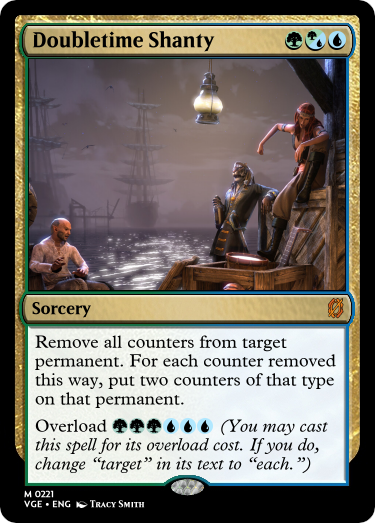 Doubletime Shanty
Sorcery
Remove all counters from target
permanent. For each counter removed
this way, put two counters of that type
on that permanent.
Overload (You may cast
this spell for its overload cost. If you do,
change “target” in its text to “each.”)
M 0221
VGE • ENG Tracy Smith